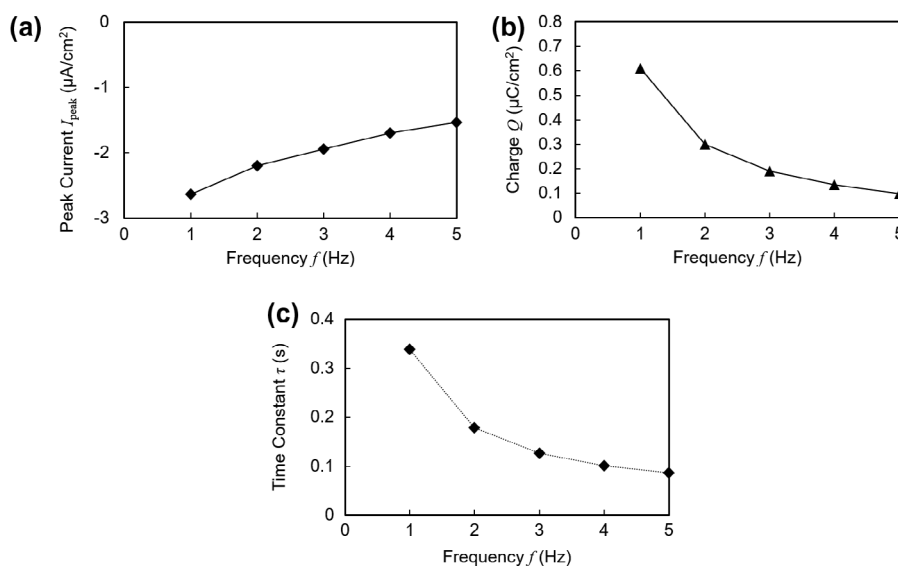 (a)
Peak Current Ipeak (µA/cm²)
0
-1
-2
-3
0 1 2 3 4 5
Frequency f (Hz)
(b)
Charge Q (µC/cm²)
0.8
0.7
0.6
0.5
0.4
0.3
0.2
0.1
0
0 1 2 3 4 5
Frequency f (Hz)
(c)
Time Constant τ (s)
0.4
0.3
0.2
0.1
0
0 1 2 3 4 5
Frequency f (Hz)